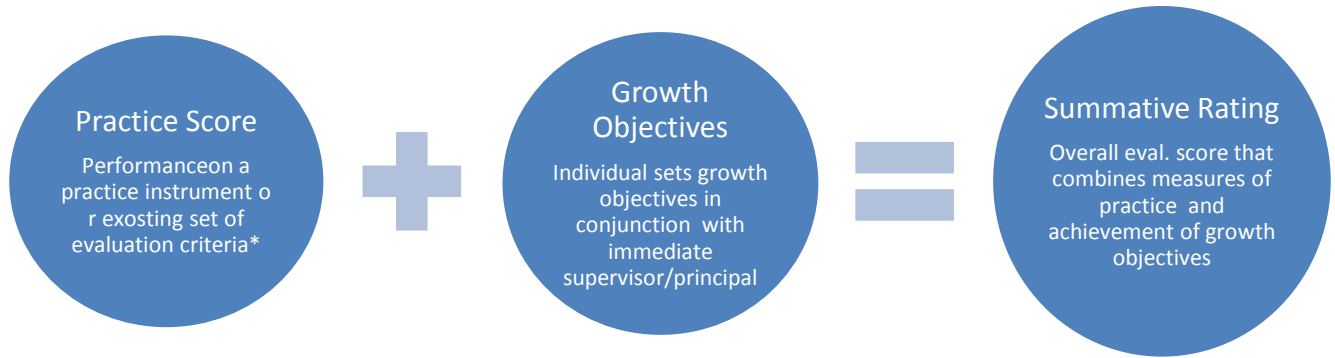 Practice Score
Performanceon a
practice instrument o
r exosting set of
evaluation criteria*
Growth
Objectives
Individual sets growth
objectives in
conjunction with
immediate
supervisor/principal
Summative Rating
Overall eval. score that
combines measures of
practice and
achievement of growth
objectives